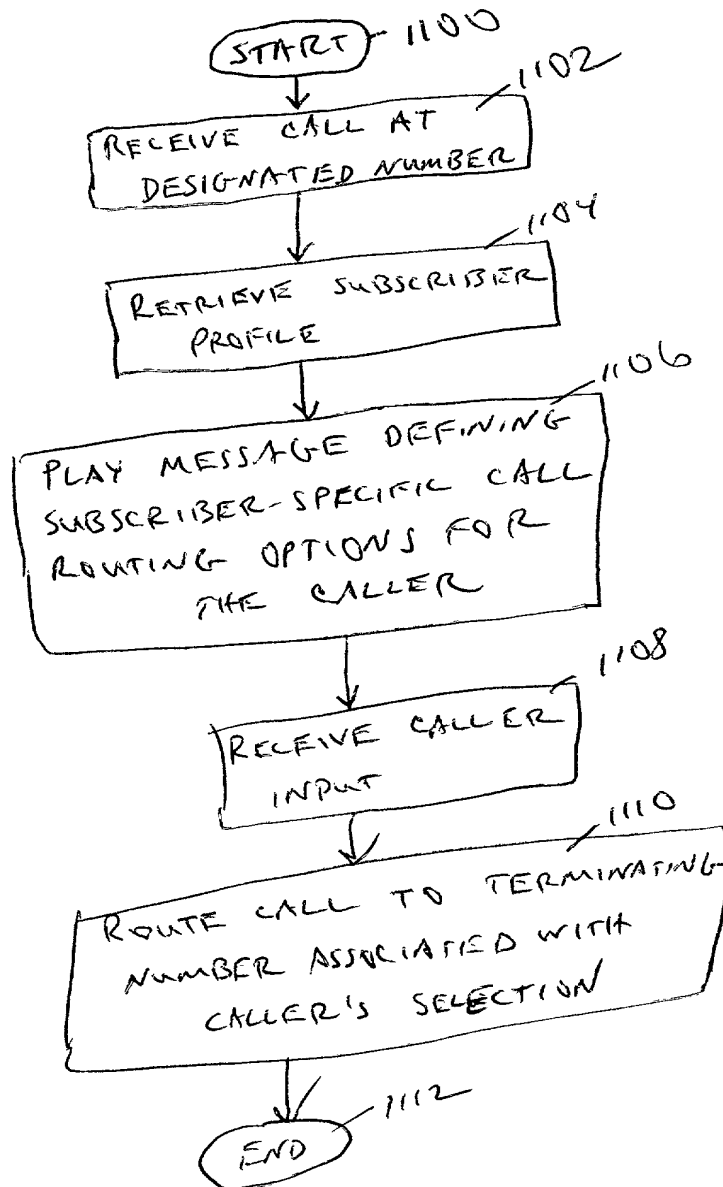 START 1100
1102
RECEIVE CALL AT
DESIGNATED NUMBER
1104
RETRIEVE SUBSCRIBER
PROFILE
1106
PLAY MESSAGE DEFINING
SUBSCRIBER-SPECIFIC CALL
ROUTING OPTIONS FOR
THE CALLER
1108
RECEIVE CALLER
INPUT
1110
ROUTE CALL TO TERMINATING
NUMBER ASSOCIATED WITH
CALLER'S SELECTION
1112
END